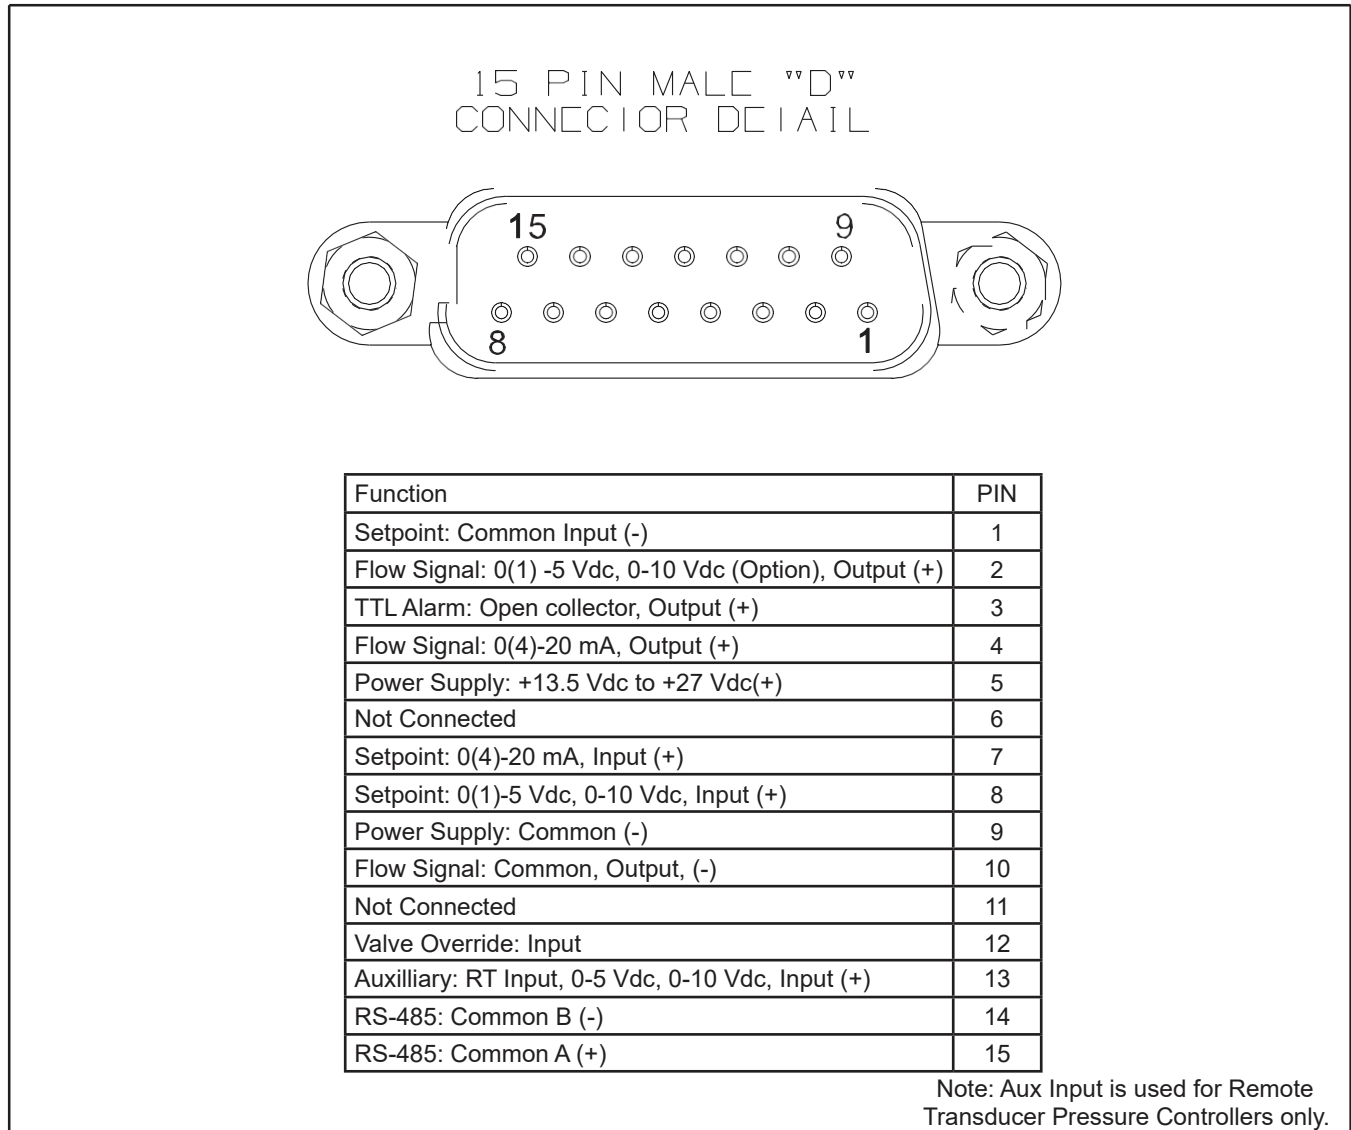 15 PIN MALE "D"
CONNECTOR DETAIL
15 9
8 1
Function PIN
Setpoint: Common Input (-) 1
Flow Signal: 0(1) -5 Vdc, 0-10 Vdc (Option), Output (+) 2
TTL Alarm: Open collector, Output (+) 3
Flow Signal: 0(4)-20 mA, Output (+) 4
Power Supply: +13.5 Vdc to +27 Vdc(+) 5
Not Connected 6
Setpoint: 0(4)-20 mA, Input (+) 7
Setpoint: 0(1)-5 Vdc, 0-10 Vdc, Input (+) 8
Power Supply: Common (-) 9
Flow Signal: Common, Output, (-) 10
Not Connected 11
Valve Override: Input 12
Auxilliary: RT Input, 0-5 Vdc, 0-10 Vdc, Input (+) 13
RS-485: Common B (-) 14
RS-485: Common A (+) 15
Note: Aux Input is used for Remote
Transducer Pressure Controllers only.